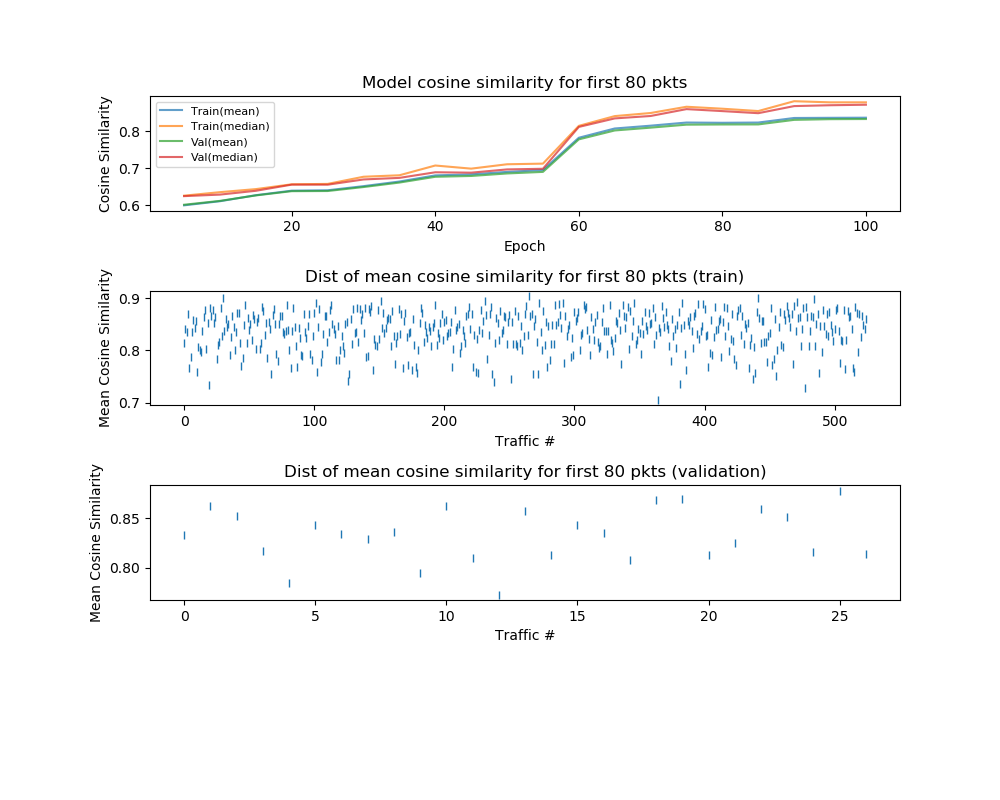 Model cosine similarity for first 80 pkts
Cosine Similarity
0.8
0.7
0.6
Train(mean)
Train(median)
Val(mean)
Val(median)
20 40 60 80 100
Epoch
Dist of mean cosine similarity for first 80 pkts (train)
Mean Cosine Similarity
0.9
0.8
0.7
0 100 200 300 400 500
Traffic #
Dist of mean cosine similarity for first 80 pkts (validation)
Mean Cosine Similarity
0.85
0.80
0 5 10 15 20 25
Traffic #